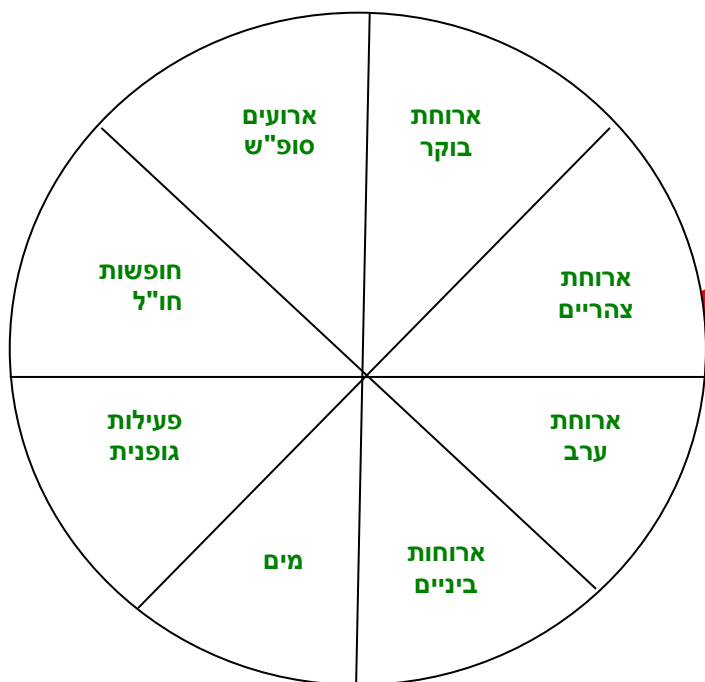 ארוחת
בוקר
ארוחת
צהריים
ארוחת
ערב
ארוחות
ביניים
מים
פעילות
גופנית
חופשות
חו"ל
ארועים
סופ"ש